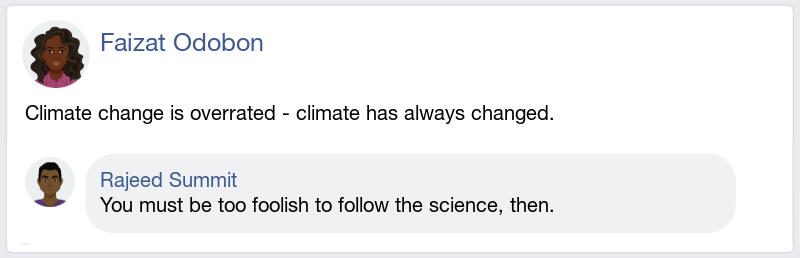 Faizat Odobon
Climate change is overrated - climate has always changed.
Rajeed Summit
You must be too foolish to follow the science, then.